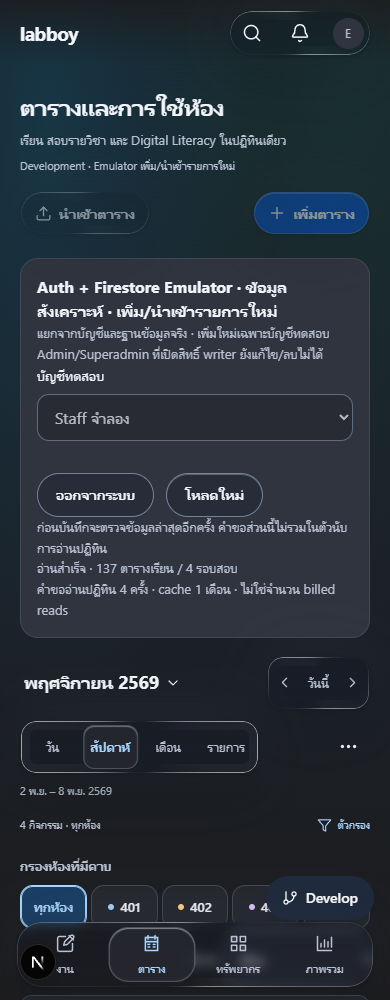 labboy
E
ตารางและการใช้ห้อง
เรียน สอบรายวิชา และ Digital Literacy ในปฏิทินเดียว
Development · Emulator เพิ่ม/นำเข้ารายการใหม่
นำเข้าตาราง
เพิ่มตาราง
Auth + Firestore Emulator · ข้อมูล
สังเคราะห์ · เพิ่ม/นำเข้ารายการใหม่
แยกจากบัญชีและฐานข้อมูลจริง · เพิ่มใหม่เฉพาะบัญชีทดสอบ
Admin/Superadmin ที่เปิดสิทธิ์ writer ยังแก้ไข/ลบไม่ได้
บัญชีทดสอบ
Staff จำลอง
ออกจากระบบ
โหลดใหม่
ก่อนบันทึกจะตรวจข้อมูลล่าสุดอีกครั้ง คำขอส่วนนี้ไม่รวมในตัวนับ
การอ่านปฏิทิน
อ่านสำเร็จ · 137 ตารางเรียน / 4 รอบสอบ
คำขออ่านปฏิทิน 4 ครั้ง · cache 1 เดือน · ไม่ใช่จำนวน billed
reads
พฤศจิกายน 2569
วันนี้
วัน
สัปดาห์
เดือน
รายการ
2 พ.ย. – 8 พ.ย. 2569
4 กิจกรรม · ทุกห้อง
ตัวกรอง
กรองห้องที่มีคาบ
ทุกห้อง
401
402
Develop
N
งาน
ตาราง
ทรัพยากร
ภาพรวม